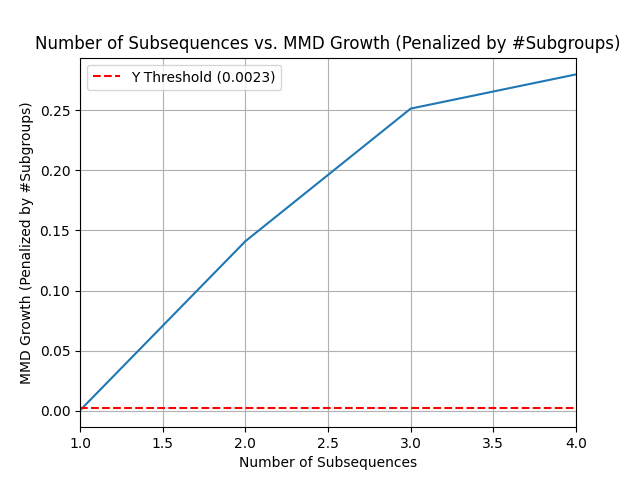 Number of Subsequences vs. MMD Growth (Penalized by #Subgroups)
Y Threshold (0.0023)
MMD Growth (Penalized by #Subgroups)
0.25
0.20
0.15
0.10
0.05
0.00
1.0 1.5 2.0 2.5 3.0 3.5 4.0
Number of Subsequences